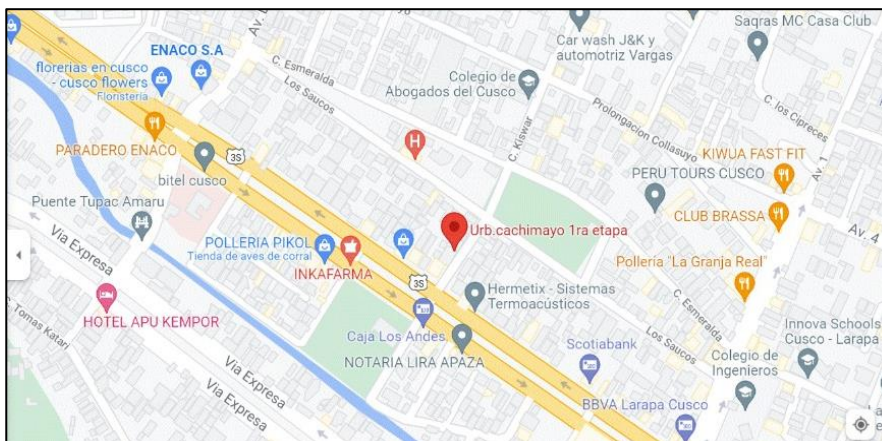 ENACO S.A
florerias en cusco
- cusco flowers
Floristería
Av.
C. Esmeralda
Los Saucos
Car wash J&K y
automotriz Vargas
Saqras MC Casa Club
Colegio de
Abogados del Cusco
C. los Cipreces
Prolongacion Collasuyo
C. Kiswar
H
PARADERO ENACO
3S
bitel cusco
KIWUA FAST FIT
PERU TOURS CUSCO
Av. 1
Puente Tupac Amaru
CLUB BRASSA
Urb.cachimayo 1ra etapa
Av. 4
Via Expresa
POLLERIA PIKOL
Tienda de aves de corral
INKAFARMA
3S
Pollería "La Granja Real"
Hermetix - Sistemas
Termoacústicos
C. Esmeralda
HOTEL APU KEMPOR
C. Tomas Katari
Caja Los Andes
Los Saucos
Innova Schools
Cusco - Larapa
NOTARIA LIRA APAZA
Scotiabank
Colegio de
Ingenieros
Via Expresa
Via Expresa
BBVA Larapa Cusco